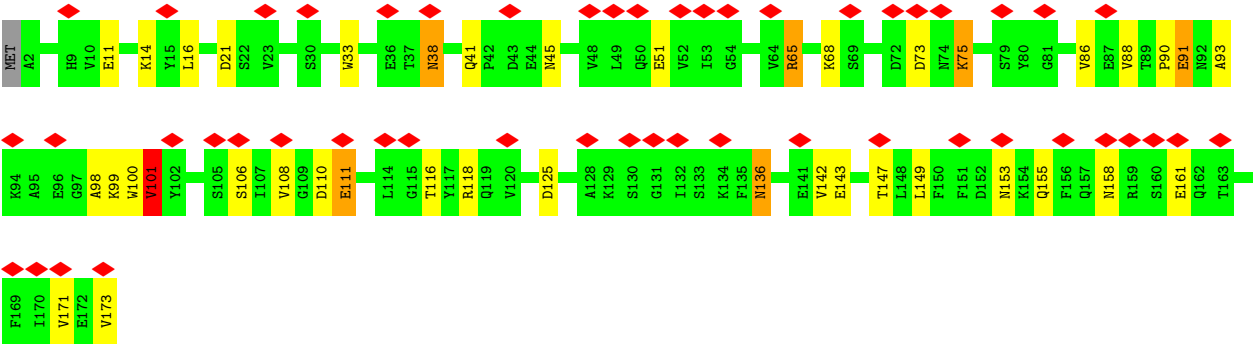 MET A2 H9 V10 E11 K14 Y15 L16 D21 S22 V23 S30 W33 E36 T37 N38 Q41 P42 D43 E44 N45 V48 L49 Q50 E51 V52 I53 G54 V64 R65 K68 S69 D72 D73 N74 K75 S79 Y80 G81 V86 E87 V88 T89 P90 E91 N92 A93
K94 A95 E96 G97 A98 K99 W100 V101 Y102 S105 S106 I107 V108 G109 D110 E111 L114 G115 T116 Y117 R118 Q119 V120 D125 A128 K129 S130 G131 I132 S133 K134 F135 N136 E141 V142 E143 T147 L148 L149 F150 F151 D152 N153 K154 Q155 F156 Q157 N158 R159 S160 E161 Q162 T163
F169 I170 V171 E172 V173